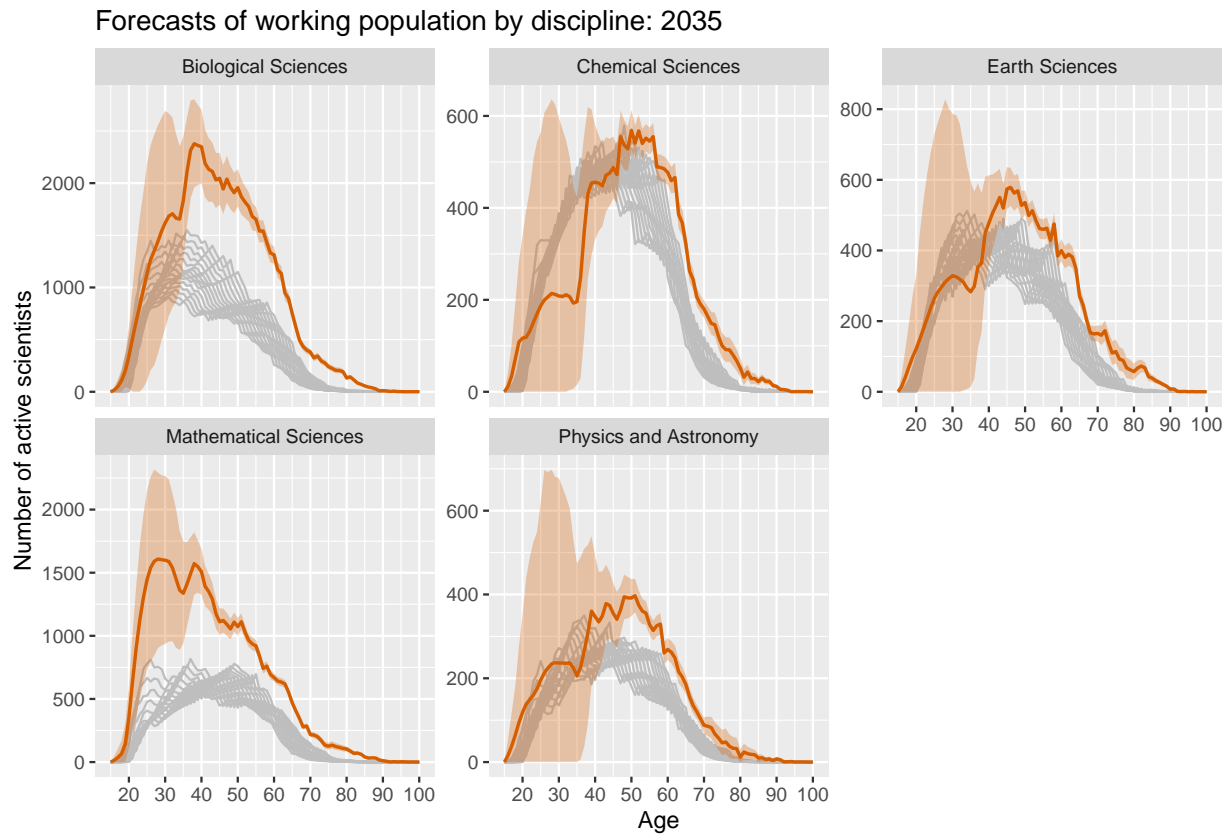 Forecasts of working population by discipline: 2035
Biological Sciences
Chemical Sciences
Earth Sciences
2000
1000
0
600
400
200
0
800
600
400
200
0
20 30 40 50 60 70 80 90 100
Mathematical Sciences
Physics and Astronomy
2000
1500
1000
500
0
600
400
200
0
20 30 40 50 60 70 80 90 100
20 30 40 50 60 70 80 90 100
Number of active scientists
Age